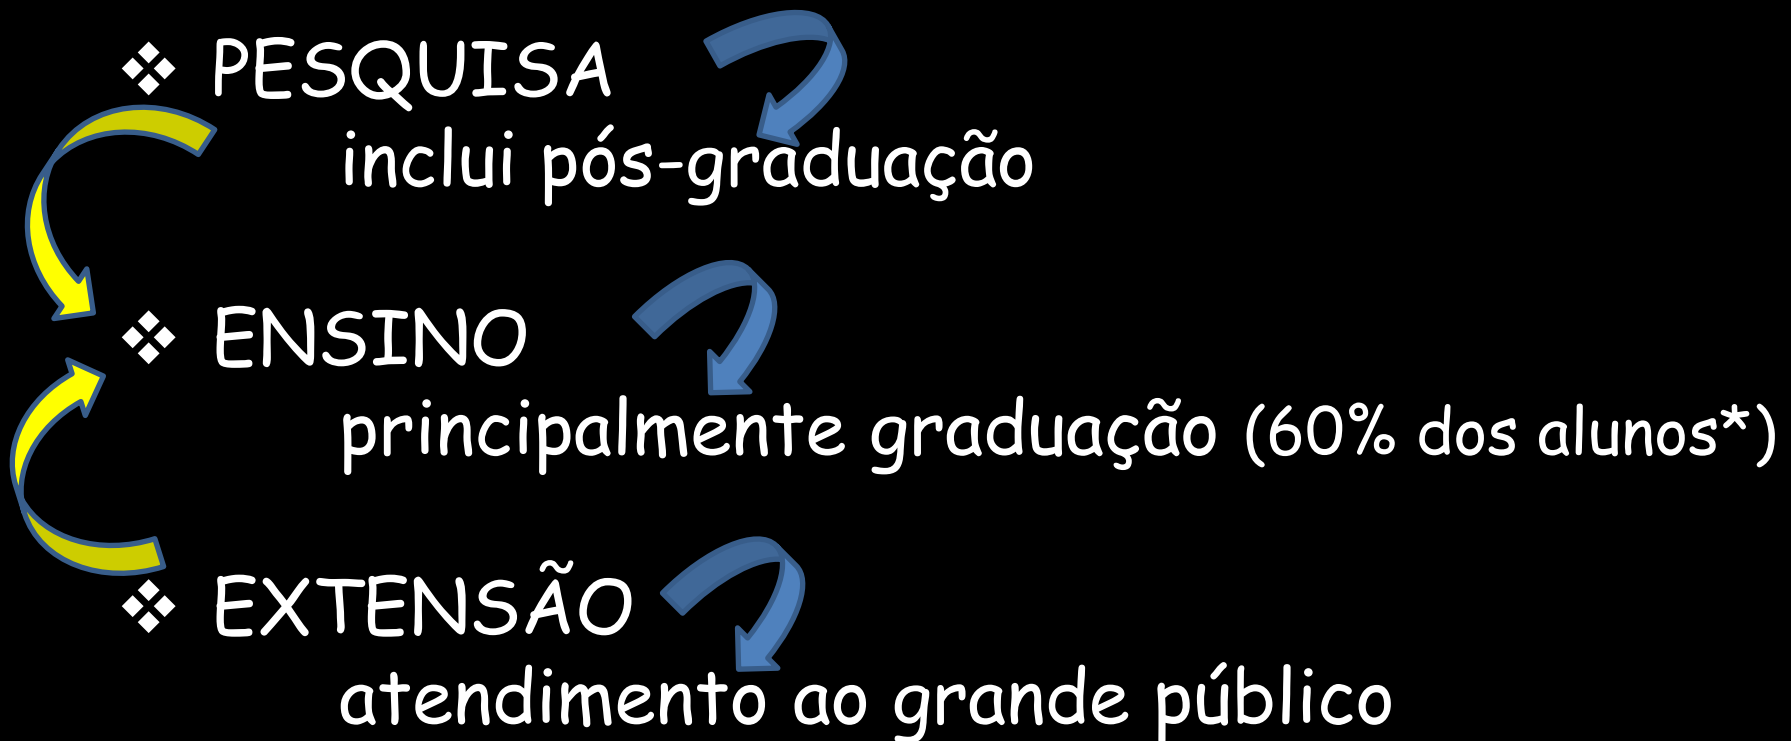 ❖ PESQUISA
inclui pós-graduação
❖ ENSINO
principalmente graduação (60% dos alunos*)
❖ EXTENSÃO
atendimento ao grande público